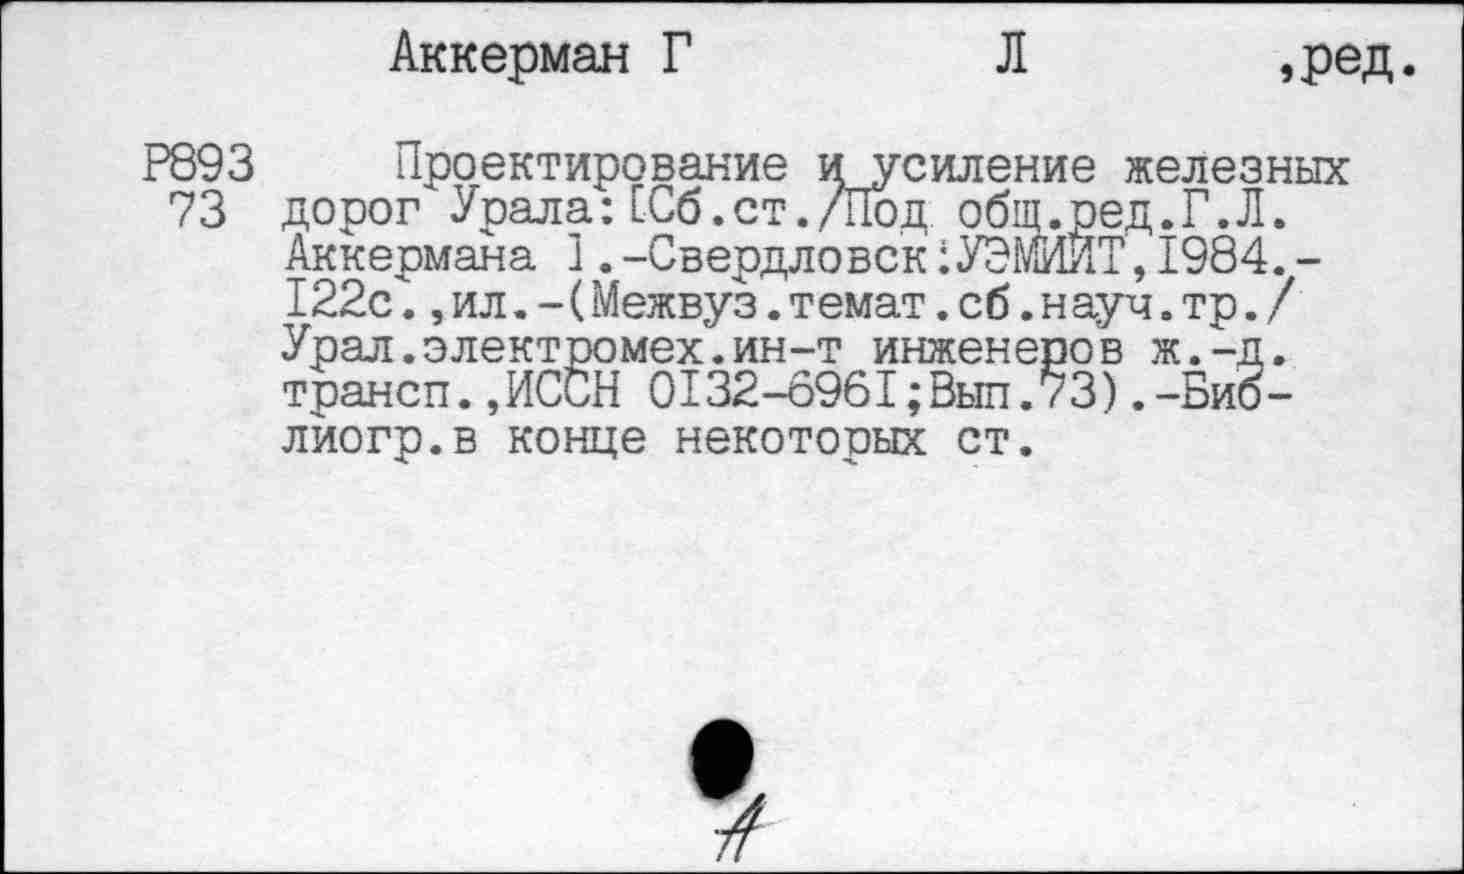 Аккерман Г Л ,ред.
Р893 Проектирование и усиление железных
73 дорог Урала:[Сб.ст./Под общ.ред.Г.Л.
Аккермана ].-Свердловск:УЭМИИТ,1984.-
122с.,ил.-(Межвуз.темат.сб.науч.тр./
Урал.электромех.ин-т инженеров ж.-д.
трансп.,ИССН 0132-6961;Вып.73).-Биб-
лиогр.в конце некоторых ст.